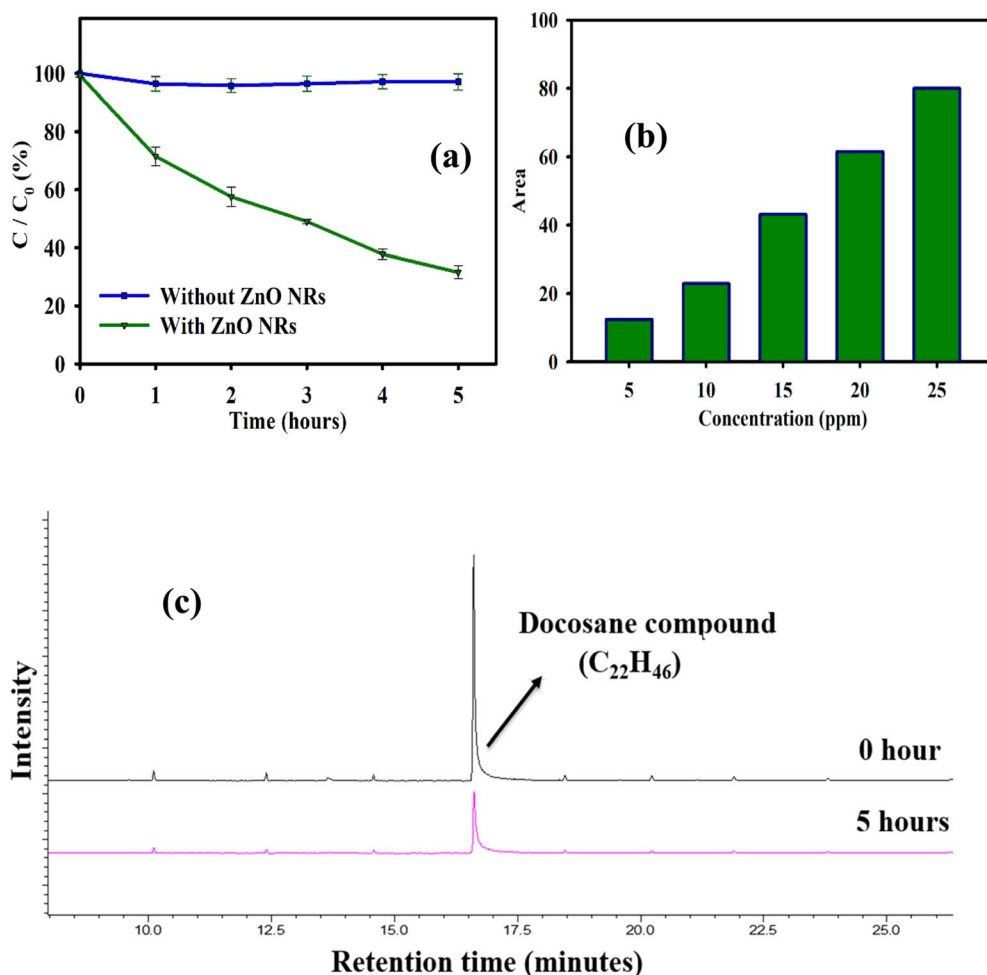 100
80
60
40
20
0
C / C₀ (%)
(a)
Without ZnO NRs
With ZnO NRs
0 1 2 3 4 5
Time (hours)
100
80
60
40
20
0
Area
(b)
5 10 15 20 25
Concentration (ppm)
(c)
Docosane compound
(C₂₂H₄₆)
Intensity
0 hour
5 hours
10.0 12.5 15.0 17.5 20.0 22.5 25.0
Retention time (minutes)